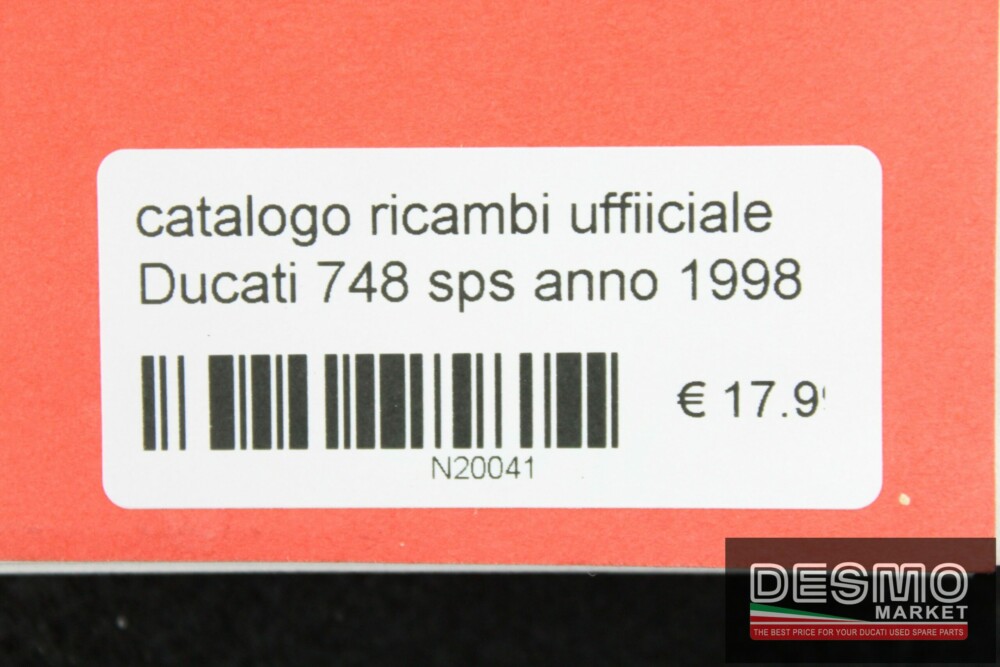 catalogo ricambi uffiiciale
Ducati 748 sps anno 1998
€ 17.9
N20041
DESMO
MARKET
THE BEST PRICE FOR YOUR DUCATI USED SPARE PARTS